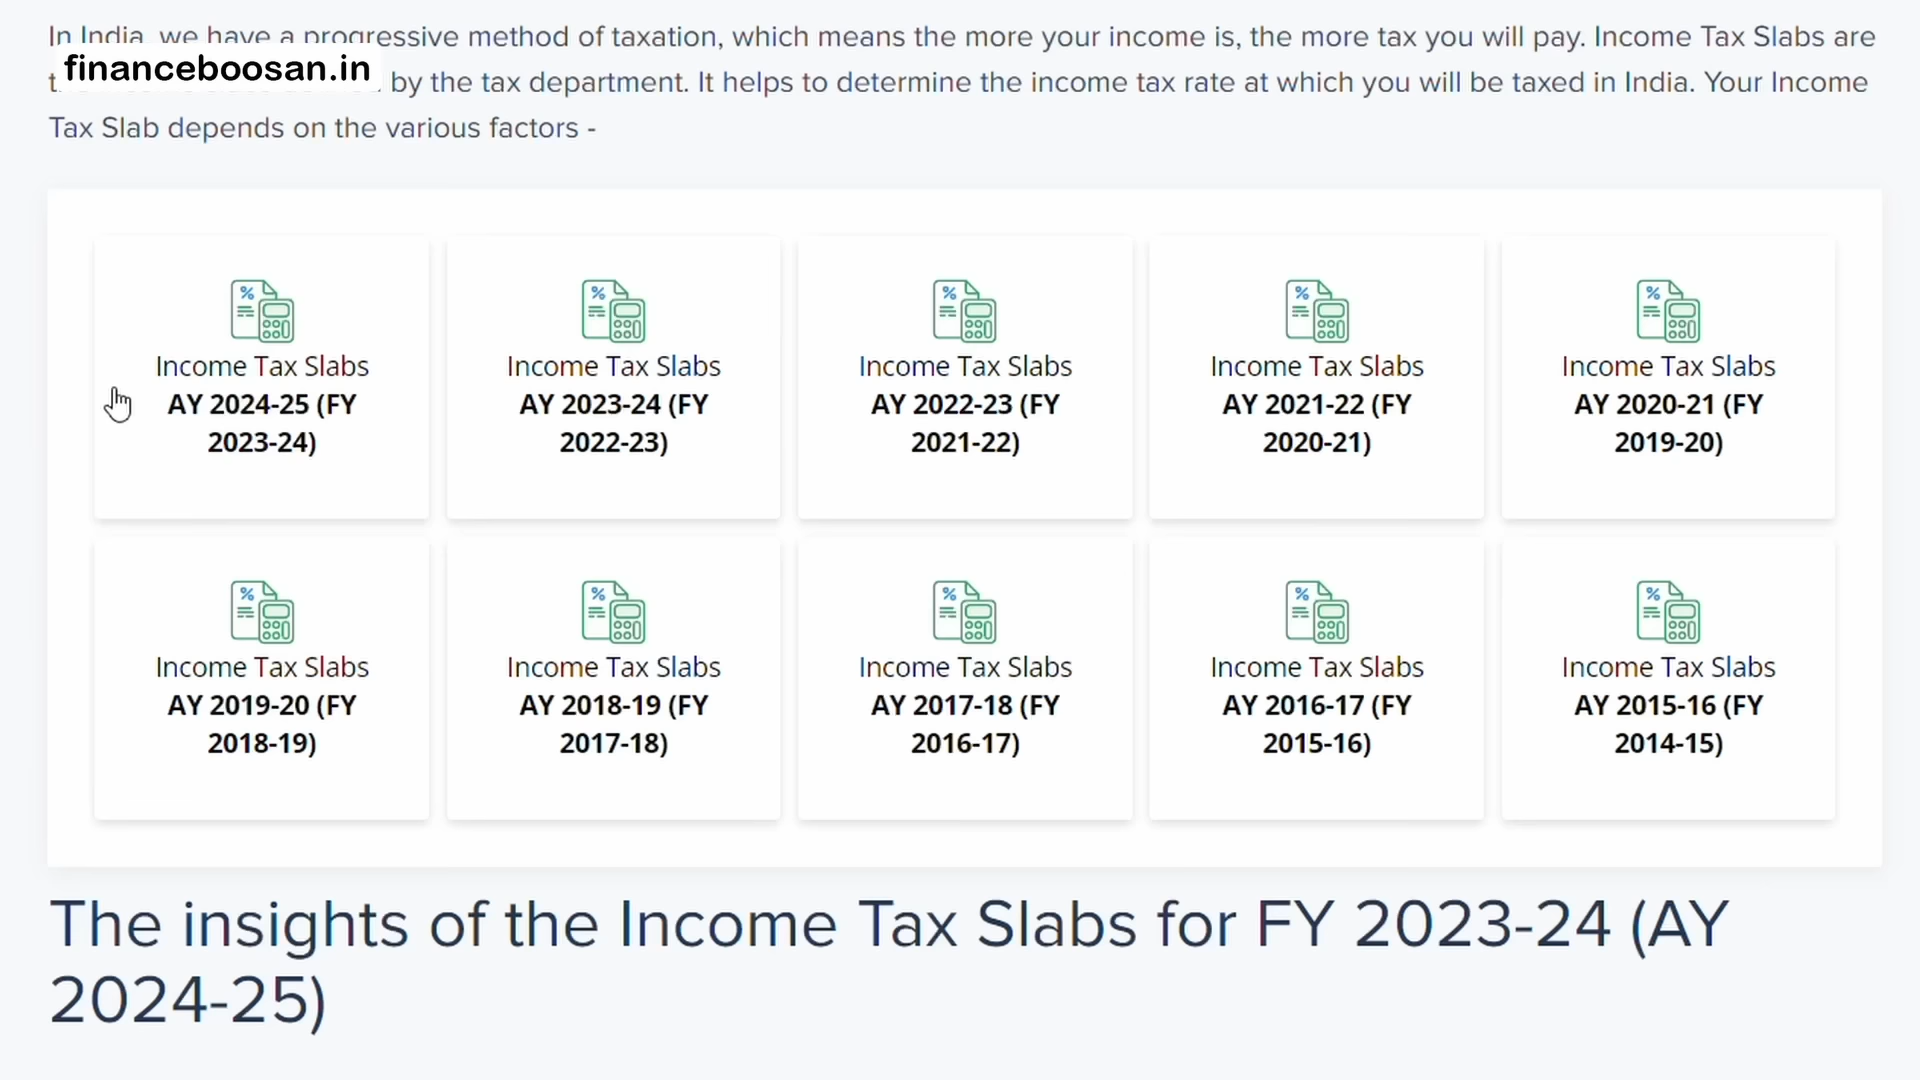 In India, we have a progressive method of taxation, which means the more your income is, the more tax you will pay. Income Tax Slabs are
financeboosan.in
by the tax department. It helps to determine the income tax rate at which you will be taxed in India. Your Income
Tax Slab depends on the various factors -
Income Tax Slabs
AY 2024-25 (FY
2023-24)
Income Tax Slabs
AY 2023-24 (FY
2022-23)
Income Tax Slabs
AY 2022-23 (FY
2021-22)
Income Tax Slabs
AY 2021-22 (FY
2020-21)
Income Tax Slabs
AY 2020-21 (FY
2019-20)
Income Tax Slabs
AY 2019-20 (FY
2018-19)
Income Tax Slabs
AY 2018-19 (FY
2017-18)
Income Tax Slabs
AY 2017-18 (FY
2016-17)
Income Tax Slabs
AY 2016-17 (FY
2015-16)
Income Tax Slabs
AY 2015-16 (FY
2014-15)
The insights of the Income Tax Slabs for FY 2023-24 (AY
2024-25)